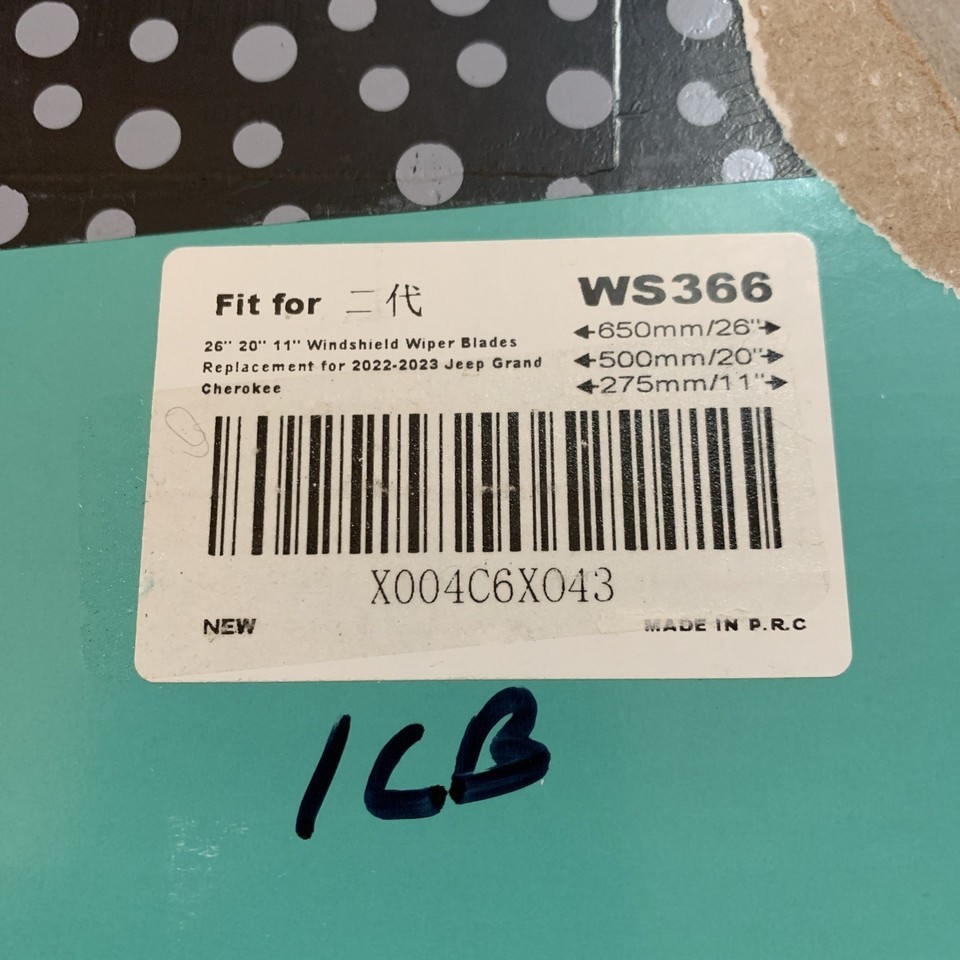 Fit for 二代
WS366
650mm/26"
500mm/20"
275mm/11"
26" 20" 11" Windshield Wiper Blades
Replacement for 2022-2023 Jeep Grand
Cherokee
X004C6X043
NEW
MADE IN P.R.C
1CB